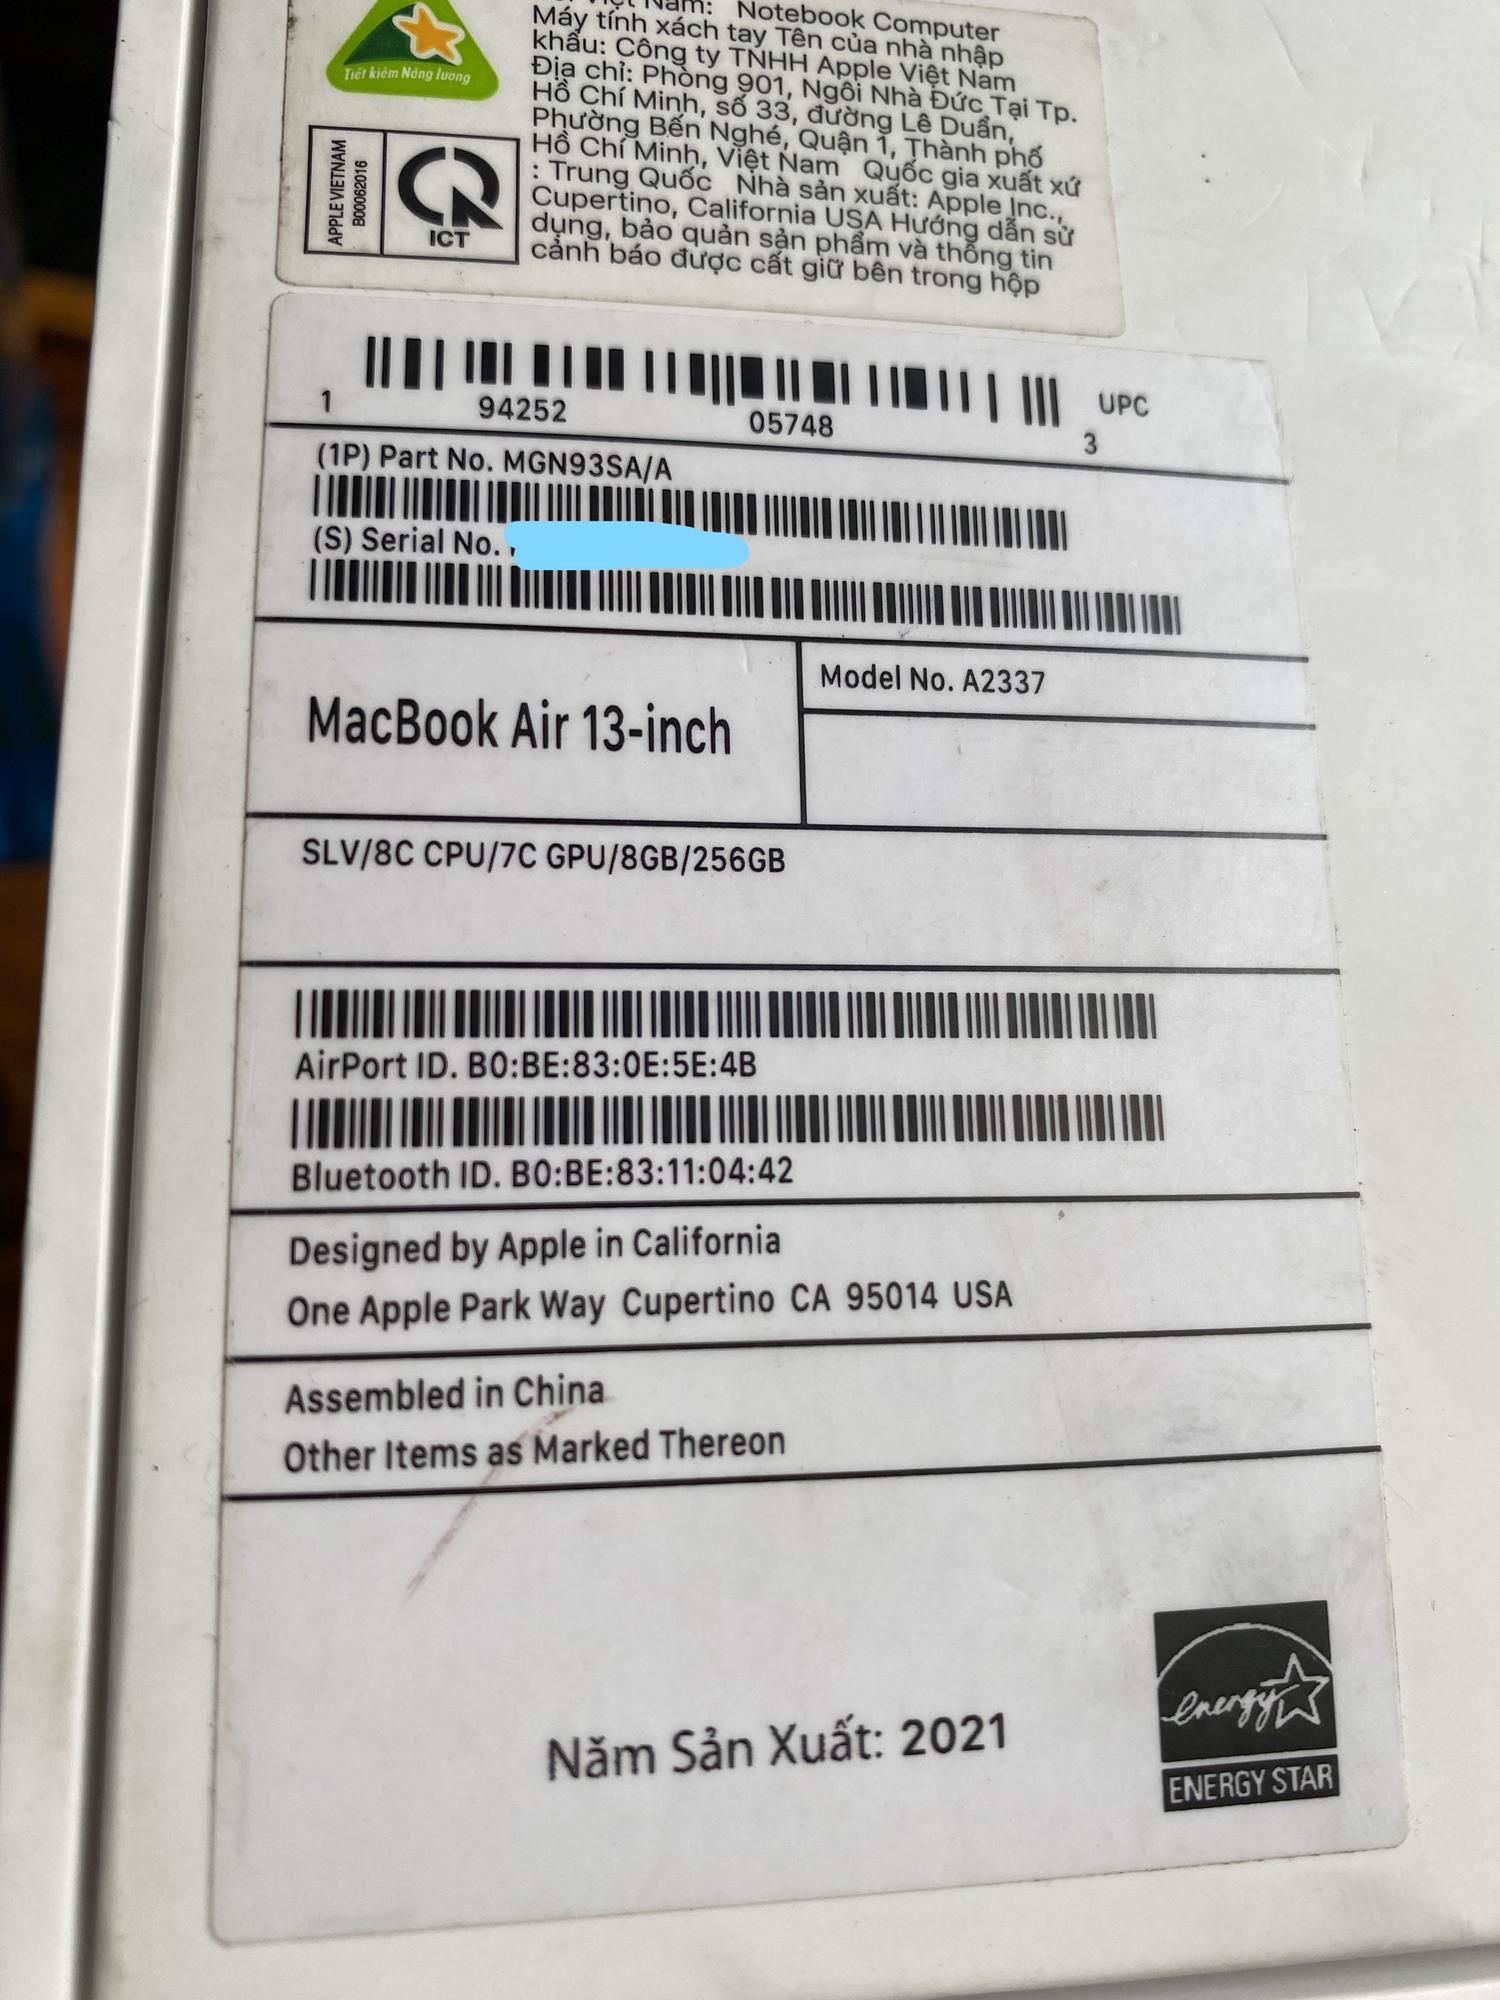 Nam: Notebook Computer
Máy tính xách tay Tên của nhà nhập
khẩu: Công ty TNHH Apple Việt Nam
Địa chỉ: Phòng 901, Ngôi Nhà Đức Tại Tp.
Hồ Chí Minh, số 33, đường Lê Duẩn,
Phường Bến Nghé, Quận 1, Thành phố
Hồ Chí Minh, Việt Nam Quốc gia xuất xứ
: Trung Quốc Nhà sản xuất: Apple Inc.,
Cupertino, California USA Hướng dẫn sử
dụng, bảo quản sản phẩm và thông tin
cảnh báo được cất giữ bên trong hộp
Tiết kiệm Năng lượng
APPLE VIETNAM
B00062016
ICT
1 94252 05748 3 UPC
(1P) Part No. MGN93SA/A
(S) Serial No.
MacBook Air 13-inch
Model No. A2337
SLV/8C CPU/7C GPU/8GB/256GB
AirPort ID. B0:BE:83:0E:5E:4B
Bluetooth ID. B0:BE:83:11:04:42
Designed by Apple in California
One Apple Park Way Cupertino CA 95014 USA
Assembled in China
Other Items as Marked Thereon
Năm Sản Xuất: 2021
energy
ENERGY STAR